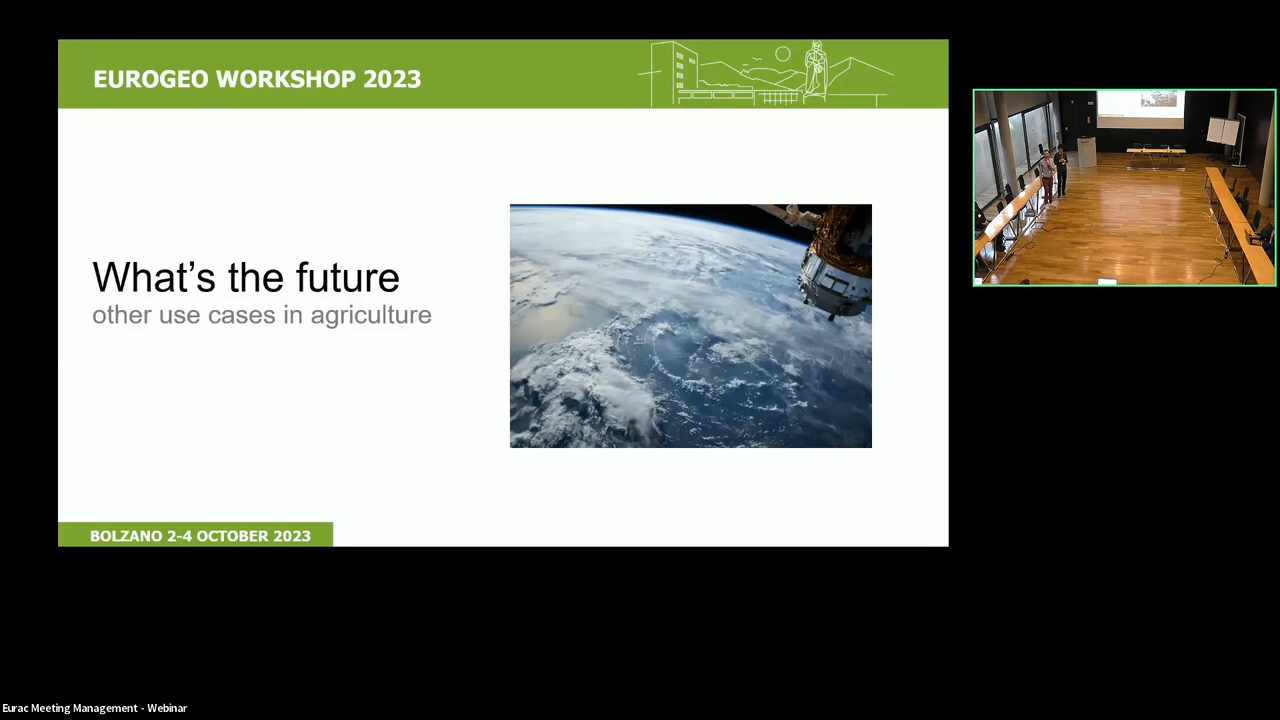 EUROGEO WORKSHOP 2023
What's the future
other use cases in agriculture
BOLZANO 2-4 OCTOBER 2023
Eurac Meeting Management - Webinar